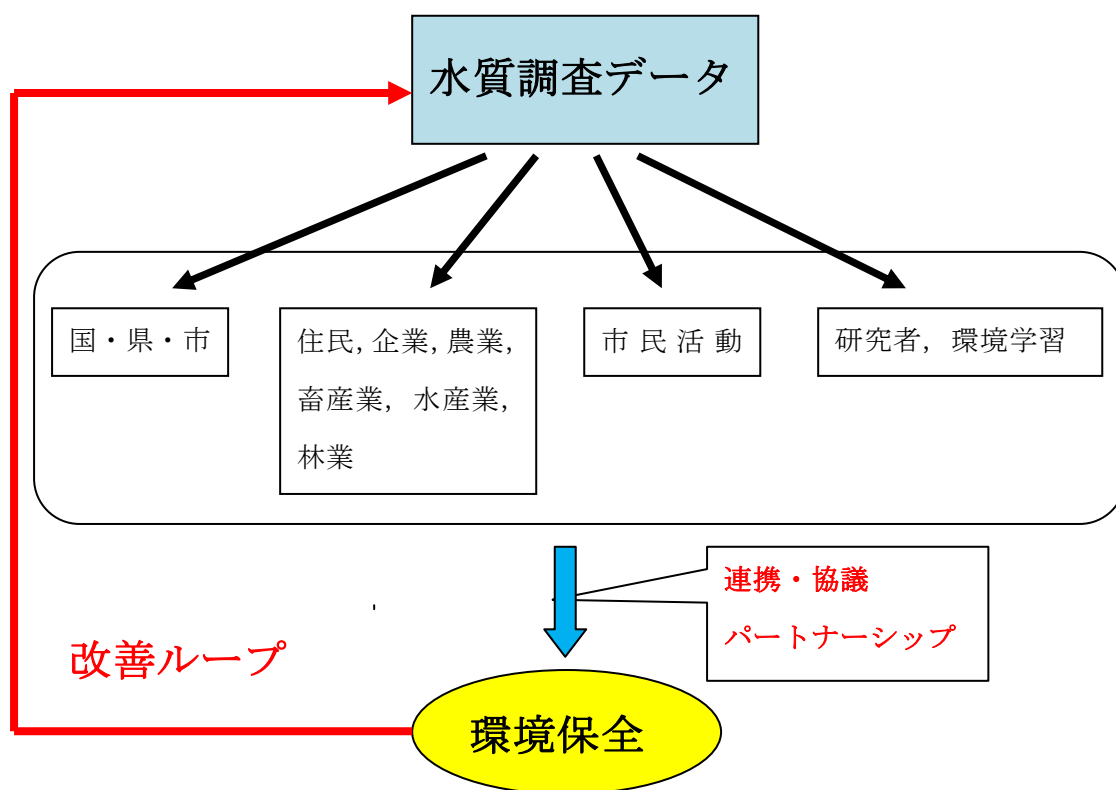 水質調査データ
国・県・市
住民, 企業, 農業,
畜産業, 水産業,
林業
市民活動
研究者, 環境学習
連携・協議
パートナーシップ
改善ループ
環境保全